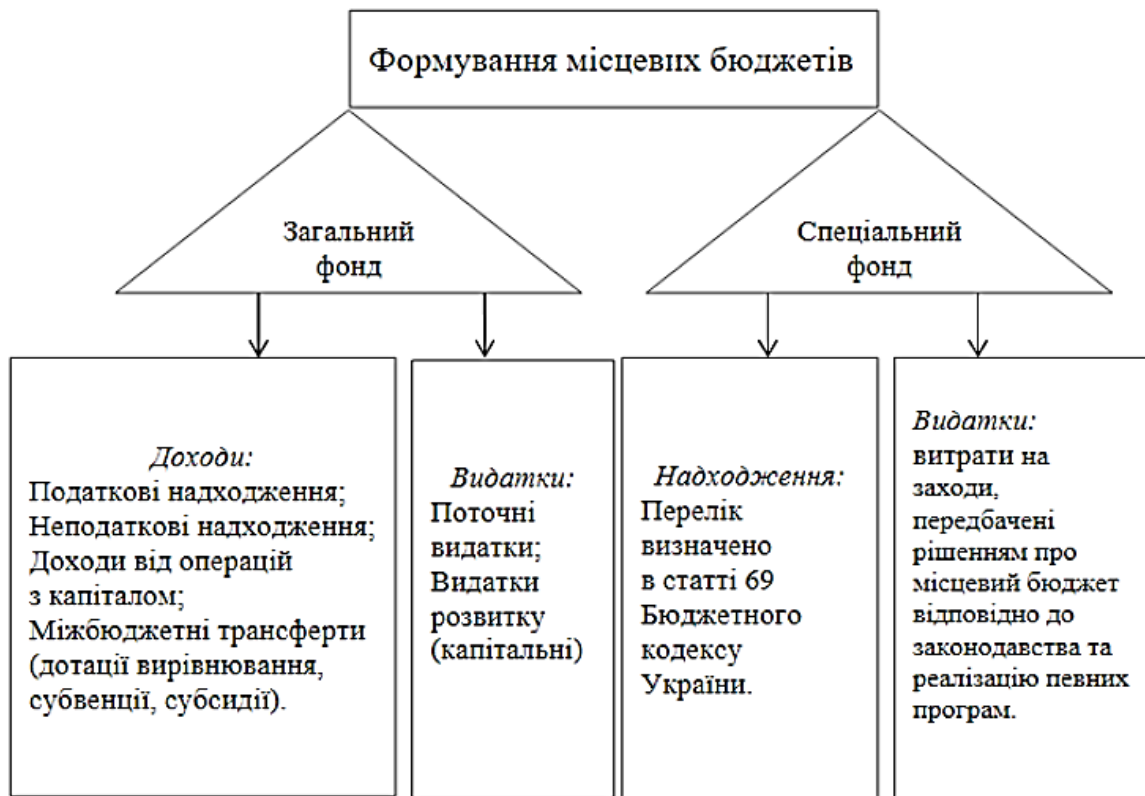 Формування місцевих бюджетів
Загальний
фонд
Спеціальний
фонд
Доходи:
Податкові надходження;
Неподаткові надходження;
Доходи від операцій
з капіталом;
Міжбюджетні трансферти
(дотації вирівнювання,
субвенції, субсидії).
Видатки:
Поточні
видатки;
Видатки
розвитку
(капітальні)
Надходження:
Перелік
визначено
в статті 69
Бюджетного
кодексу
України.
Видатки:
витрати на
заходи,
передбачені
рішенням про
місцевий бюджет
відповідно до
законодавства та
реалізацію певних
програм.